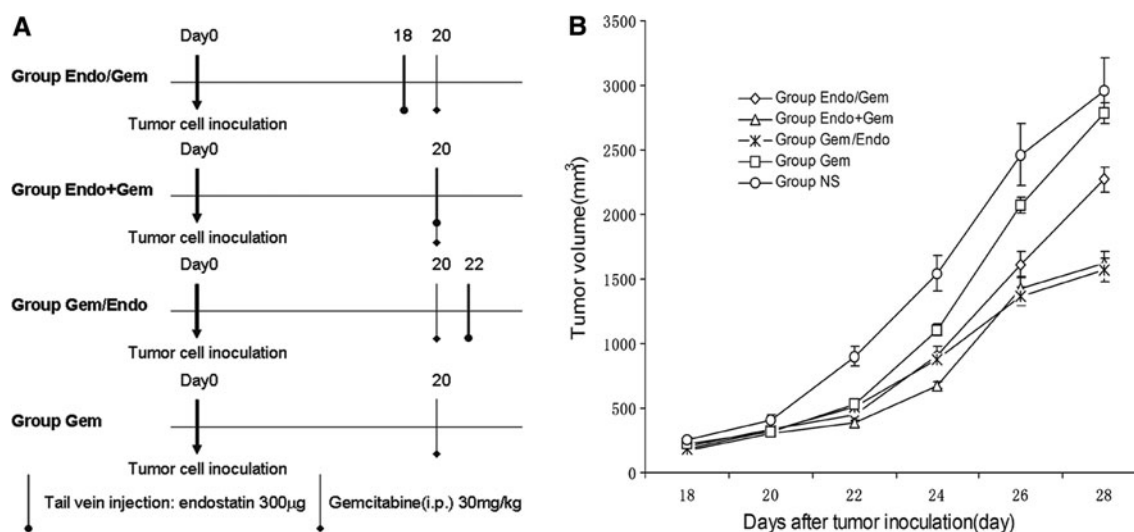 A
Day0 18 20
Group Endo/Gem
Tumor cell inoculation
Day0 20
Group Endo+Gem
Tumor cell inoculation
Day0 20 22
Group Gem/Endo
Tumor cell inoculation
Day0 20
Group Gem
Tumor cell inoculation
Tail vein injection: endostatin 300μg
Gemcitabine(i.p.) 30mg/kg
B
3500
3000
2500
2000
1500
1000
500
0
Tumor volume(mm³)
Group Endo/Gem
Group Endo+Gem
Group Gem/Endo
Group Gem
Group NS
18 20 22 24 26 28
Days after tumor inoculation(day)